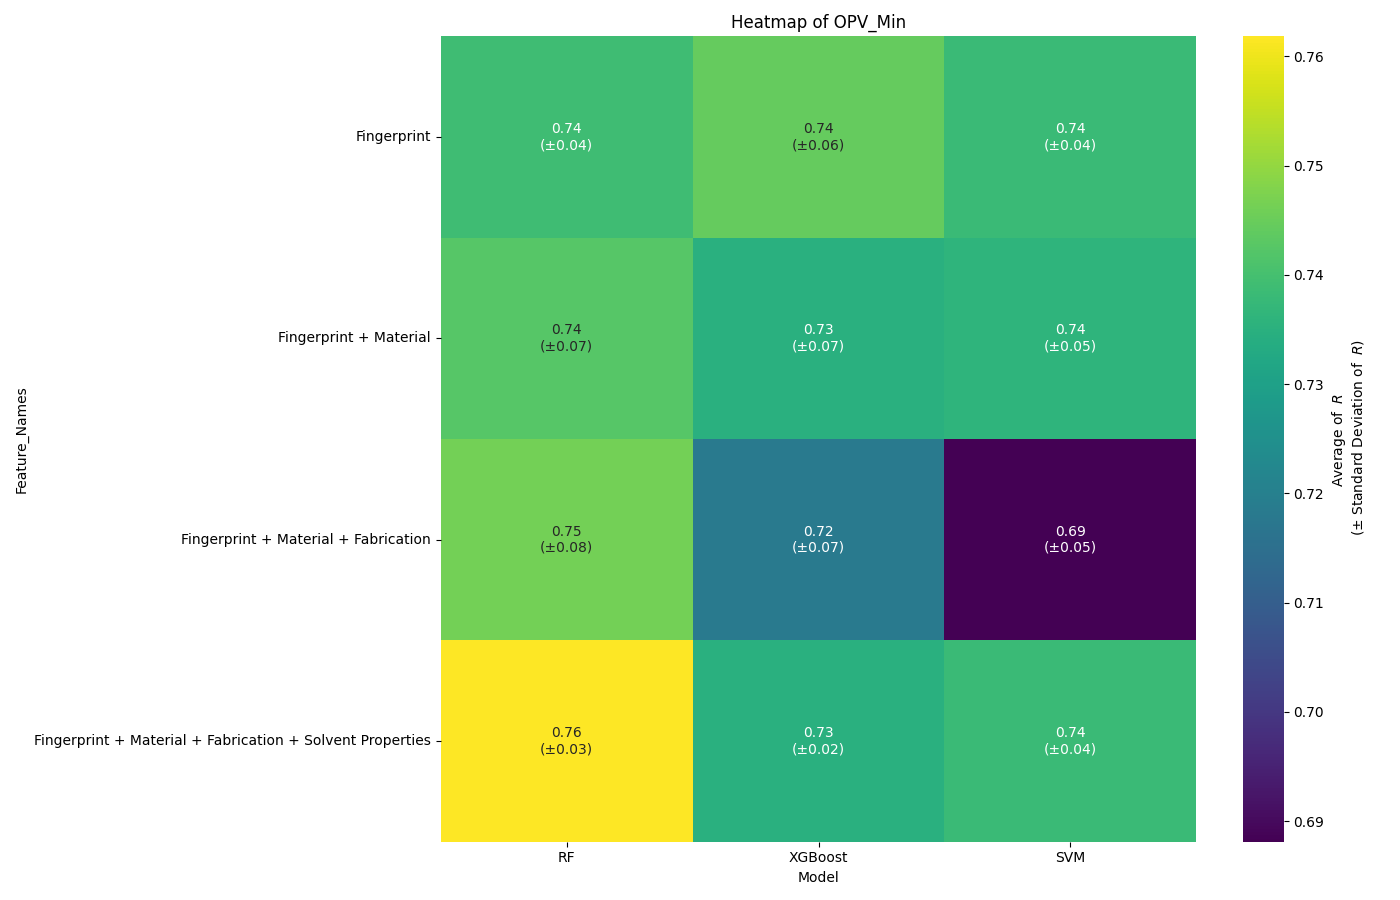 Heatmap of OPV_Min
Fingerprint
0.74
(±0.04)
0.74
(±0.06)
0.74
(±0.04)
Fingerprint + Material
0.74
(±0.07)
0.73
(±0.07)
0.74
(±0.05)
Fingerprint + Material + Fabrication
0.75
(±0.08)
0.72
(±0.07)
0.69
(±0.05)
Fingerprint + Material + Fabrication + Solvent Properties
0.76
(±0.03)
0.73
(±0.02)
0.74
(±0.04)
Feature_Names
RF
XGBoost
SVM
Model
0.76
0.75
0.74
0.73
0.72
0.71
0.70
0.69
Average of R
(± Standard Deviation of R)